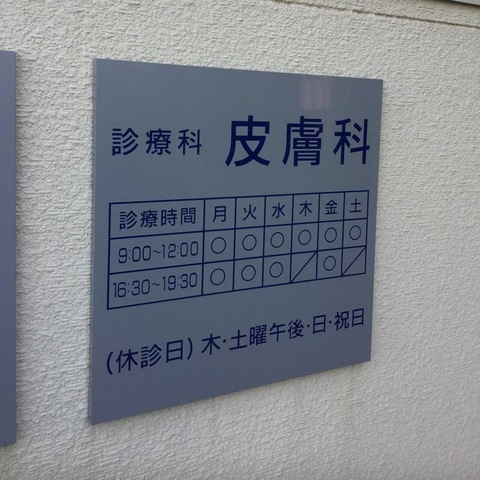 診療科 皮膚科
診療時間 月 火 水 木 金 土
9:00~12:00 ○ ○ ○ ○ ○ ○
16:30~19:30 ○ ○ ○ ／ ○ ／
(休診日) 木・土曜午後・日・祝日